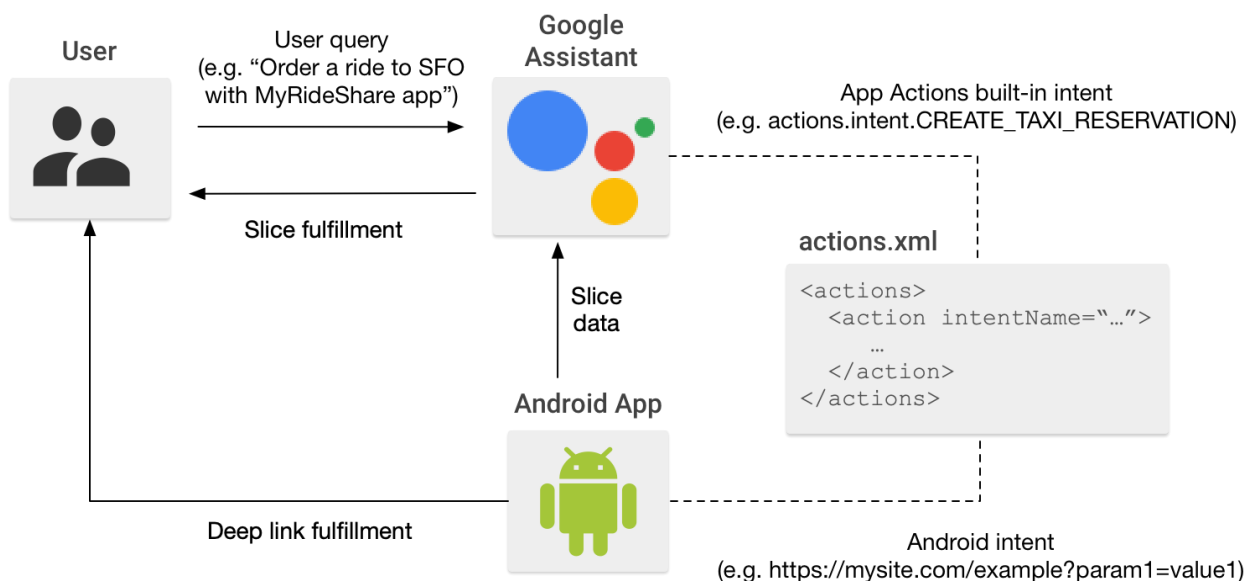 User
User query
(e.g. “Order a ride to SFO
with MyRideShare app”)
Google
Assistant
App Actions built-in intent
(e.g. actions.intent.CREATE_TAXI_RESERVATION)
Slice fulfillment
actions.xml
<actions>
<action intentName=“…”>
…
</action>
</actions>
Slice
data
Android App
Deep link fulfillment
Android intent
(e.g. https://mysite.com/example?param1=value1)